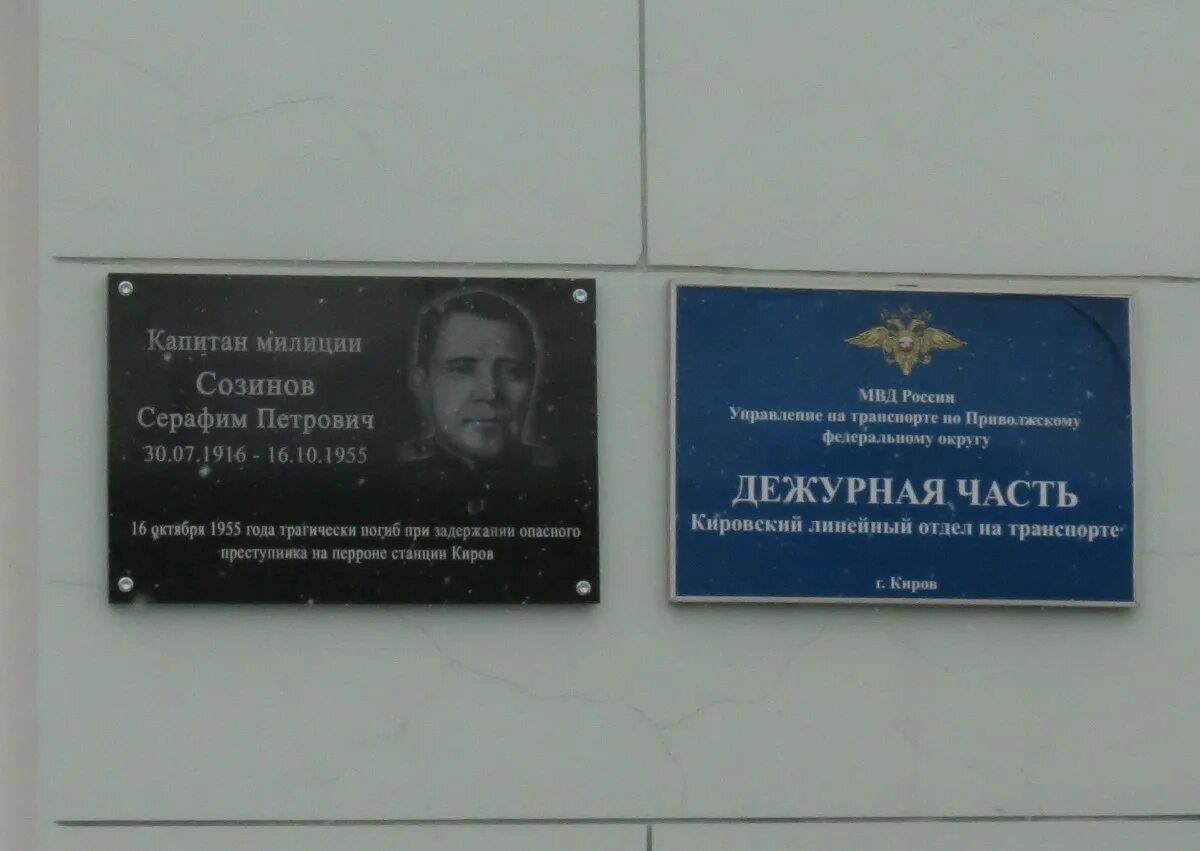 Капитан милиции
Созинов
Серафим Петрович
30.07.1916 - 16.10.1955
16 октября 1955 года трагически погиб при задержании опасного
преступника на перроне станции Киров
МВД России
Управление на транспорте по Приволжскому
федеральному округу
ДЕЖУРНАЯ ЧАСТЬ
Кировский линейный отдел на транспорте
г. Киров